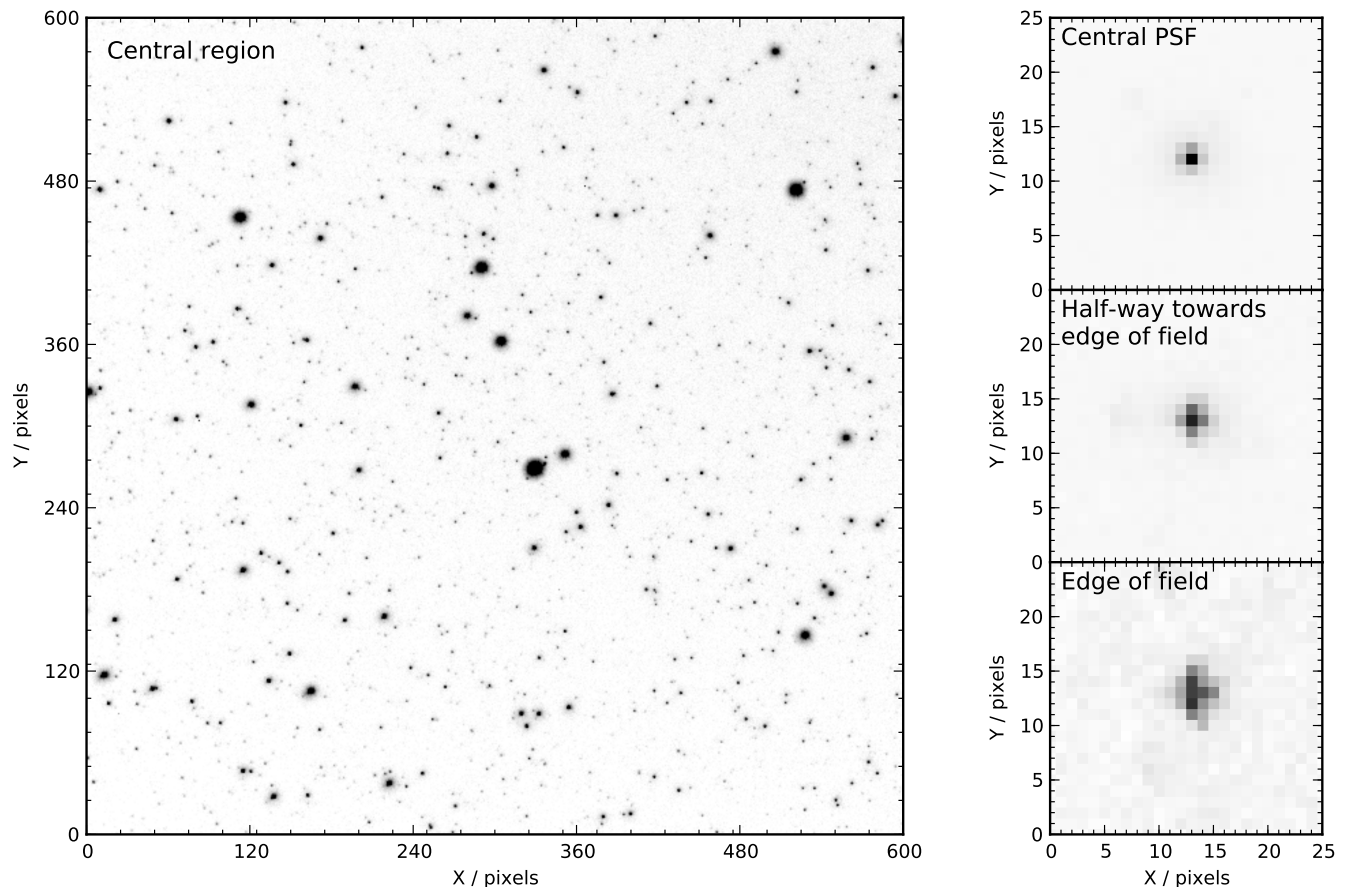 Central region
600
480
360
240
120
0
Y / pixels
0 120 240 360 480 600
X / pixels
Central PSF
25
20
15
10
5
0
Y / pixels
Half-way towards
edge of field
20
15
10
5
0
Y / pixels
Edge of field
20
15
10
5
0
Y / pixels
0 5 10 15 20 25
X / pixels